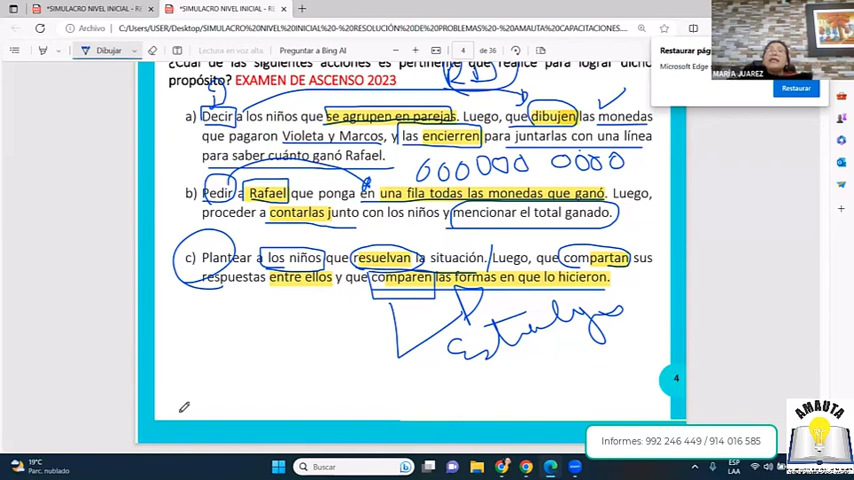 *SIMULACRO NIVEL INICIAL - RE
*SIMULACRO NIVEL INICIAL - RES
Archivo
C:/Users/USER/Desktop/SIMULACRO%20NIVEL%20INICIAL%20-%20RESOLUCIÓN%20DE%20PROBLEMAS%20-%20AMAUTA%20CAPACITACIONES....
Dibujar
Lectura en voz alta
Preguntar a Bing AI
4
de 36
Restaurar pág
Microsoft Edge s
Restaurar
MARIA JUAREZ
¿Cuál de las siguientes acciones es pertinente que realice para lograr dicho
propósito? EXAMEN DE ASCENSO 2023
a) Decir a los niños que se agrupen en parejas. Luego, que dibujen las monedas
que pagaron Violeta y Marcos, y las encierren para juntarlas con una línea
para saber cuánto ganó Rafael.
b) Pedir a Rafael que ponga en una fila todas las monedas que ganó. Luego,
proceder a contarlas junto con los niños y mencionar el total ganado.
c) Plantear a los niños que resuelvan la situación. Luego, que compartan sus
respuestas entre ellos y que comparen las formas en que lo hicieron.
4
AMAUTA
Informes: 992 246 449 / 914 016 585
19°C
Parc. nublado
Buscar
ESP
LAA